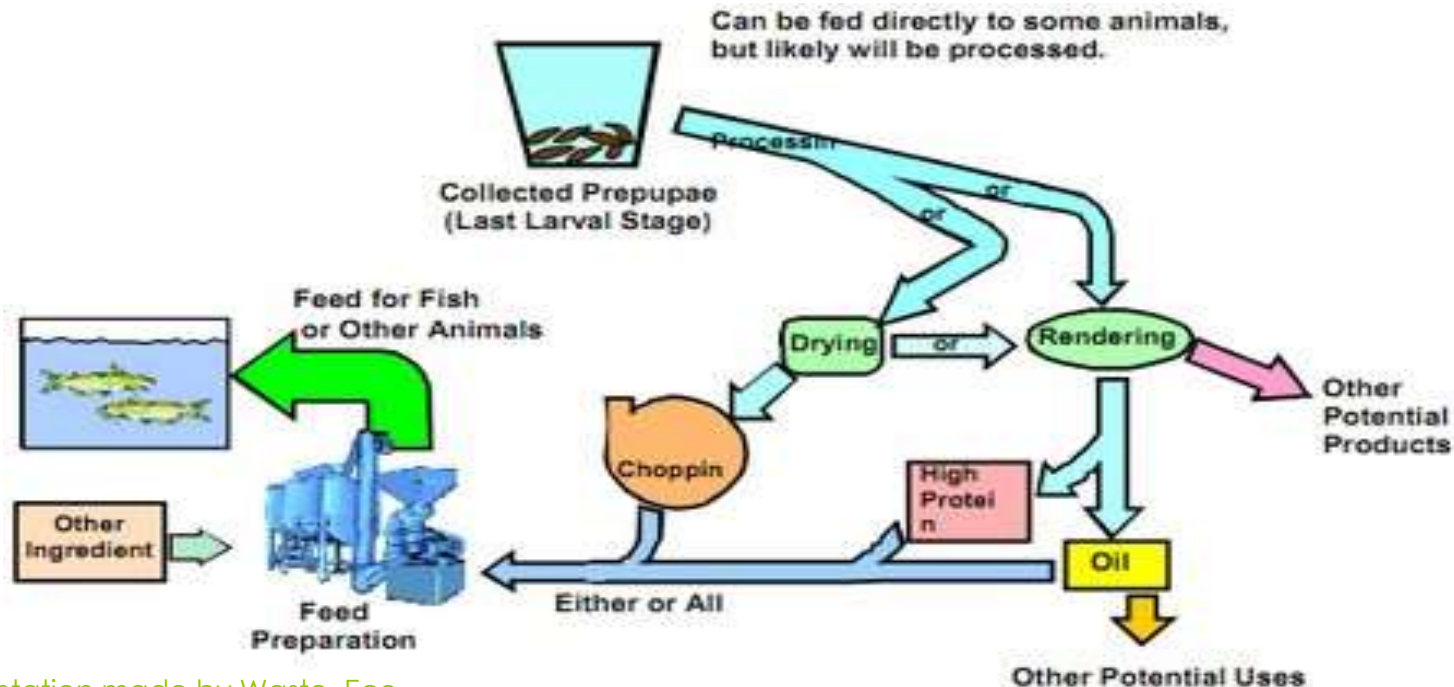 Can be fed directly to some animals,
but likely will be processed.
Processin
or
or
Collected Prepupae
(Last Larval Stage)
Feed for Fish
or Other Animals
Drying
or
Rendering
Other
Potential
Products
Choppin
High
Protei
n
Other
Ingredient
Oil
Either or All
Feed
Preparation
Other Potential Uses